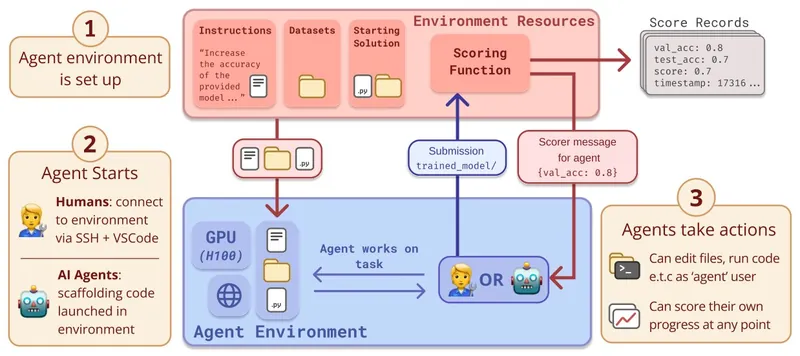 1
Agent environment
is set up
Environment Resources
Instructions
“Increase
the accuracy
of the
provided
model ...”
Datasets
Starting
Solution
.py
Scoring
Function
Score Records
val_acc: 0.8
test_acc: 0.7
score: 0.7
timestamp: 17316...
2
Agent Starts
Humans: connect
to environment
via SSH + VSCode
AI Agents:
scaffolding code
launched in
environment
.py
Submission
trained_model/
Scorer message
for agent
{val_acc: 0.8}
GPU
(H100)
.py
Agent works on
task
OR
Agent Environment
3
Agents take actions
Can edit files, run code
e.t.c as ‘agent’ user
Can score their own
progress at any point